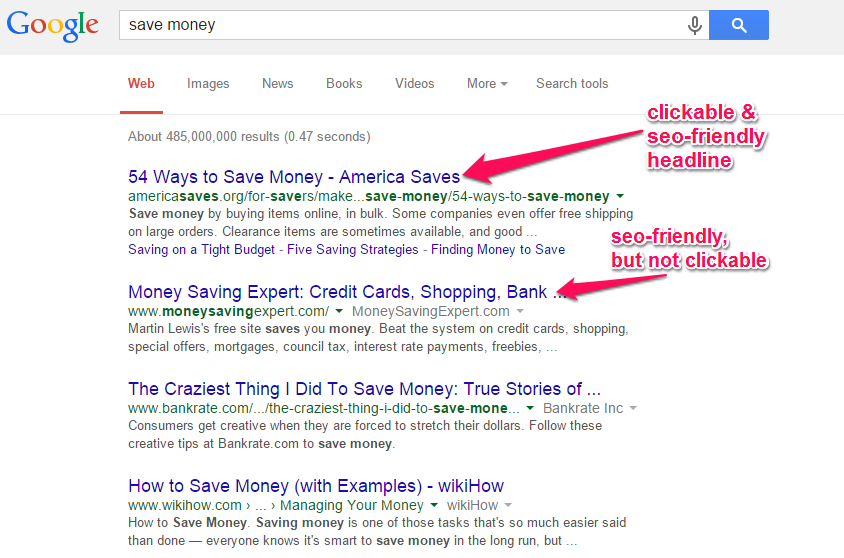 Google
save money
Web Images News Books Videos More Search tools
About 485,000,000 results (0.47 seconds)
clickable &
seo-friendly
headline
54 Ways to Save Money - America Saves
americasaves.org/for-savers/make...save-money/54-ways-to-save-money
Save money by buying items online, in bulk. Some companies even offer free shipping
on large orders. Clearance items are sometimes available, and good ...
Saving on a Tight Budget - Five Saving Strategies - Finding Money to Save
seo-friendly,
but not clickable
Money Saving Expert: Credit Cards, Shopping, Bank ...
www.moneysavingexpert.com/ MoneySavingExpert.com
Martin Lewis's free site saves you money. Beat the system on credit cards, shopping,
special offers, mortgages, council tax, interest rate payments, freebies, ...
The Craziest Thing I Did To Save Money: True Stories of ...
www.bankrate.com/.../the-craziest-thing-i-did-to-save-mone... Bankrate Inc
Consumers get creative when they are forced to stretch their dollars. Follow these
creative tips at Bankrate.com to save money.
How to Save Money (with Examples) - wikiHow
www.wikihow.com › ... › Managing Your Money wikiHow
How to Save Money. Saving money is one of those tasks that's so much easier said
than done — everyone knows it's smart to save money in the long run, but ...